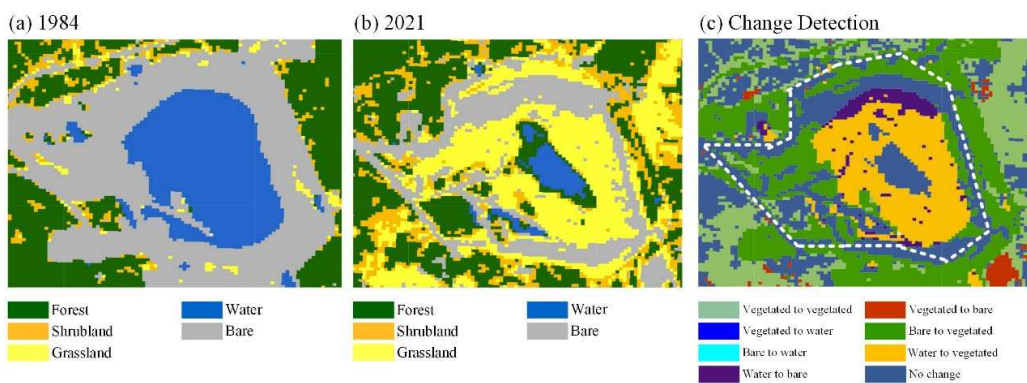 (a) 1984
(b) 2021
(c) Change Detection
Forest
Water
Shrubland
Bare
Grassland
Forest
Water
Shrubland
Bare
Grassland
Vegetated to vegetated
Vegetated to bare
Vegetated to water
Bare to vegetated
Bare to water
Water to vegetated
Water to bare
No change